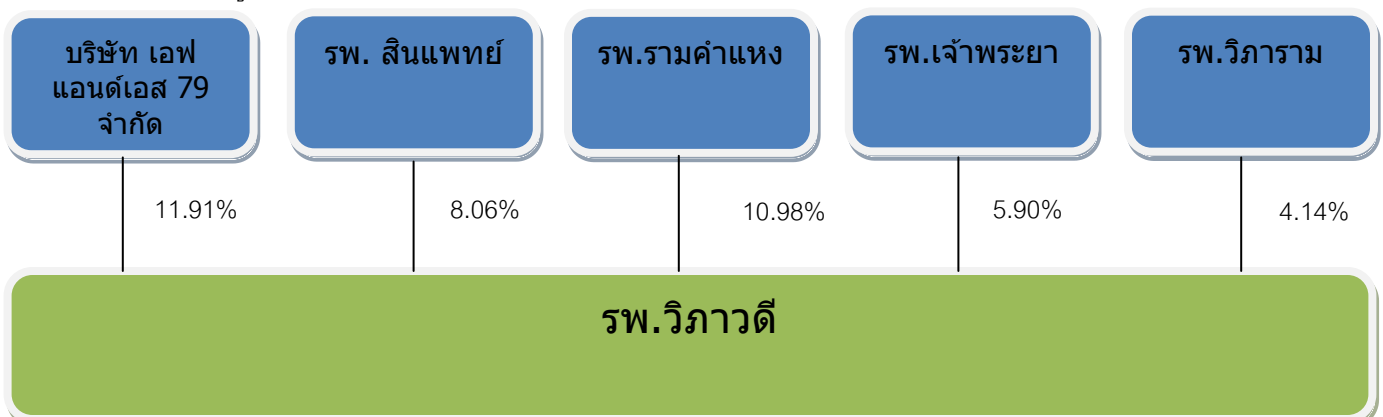 บริษัท เอฟ
แอนด์เอส 79
จำกัด
รพ. สินแพทย์
รพ.รามคำแหง
รพ.เจ้าพระยา
รพ.วิภาราม
11.91%
8.06%
10.98%
5.90%
4.14%
รพ.วิภาวดี